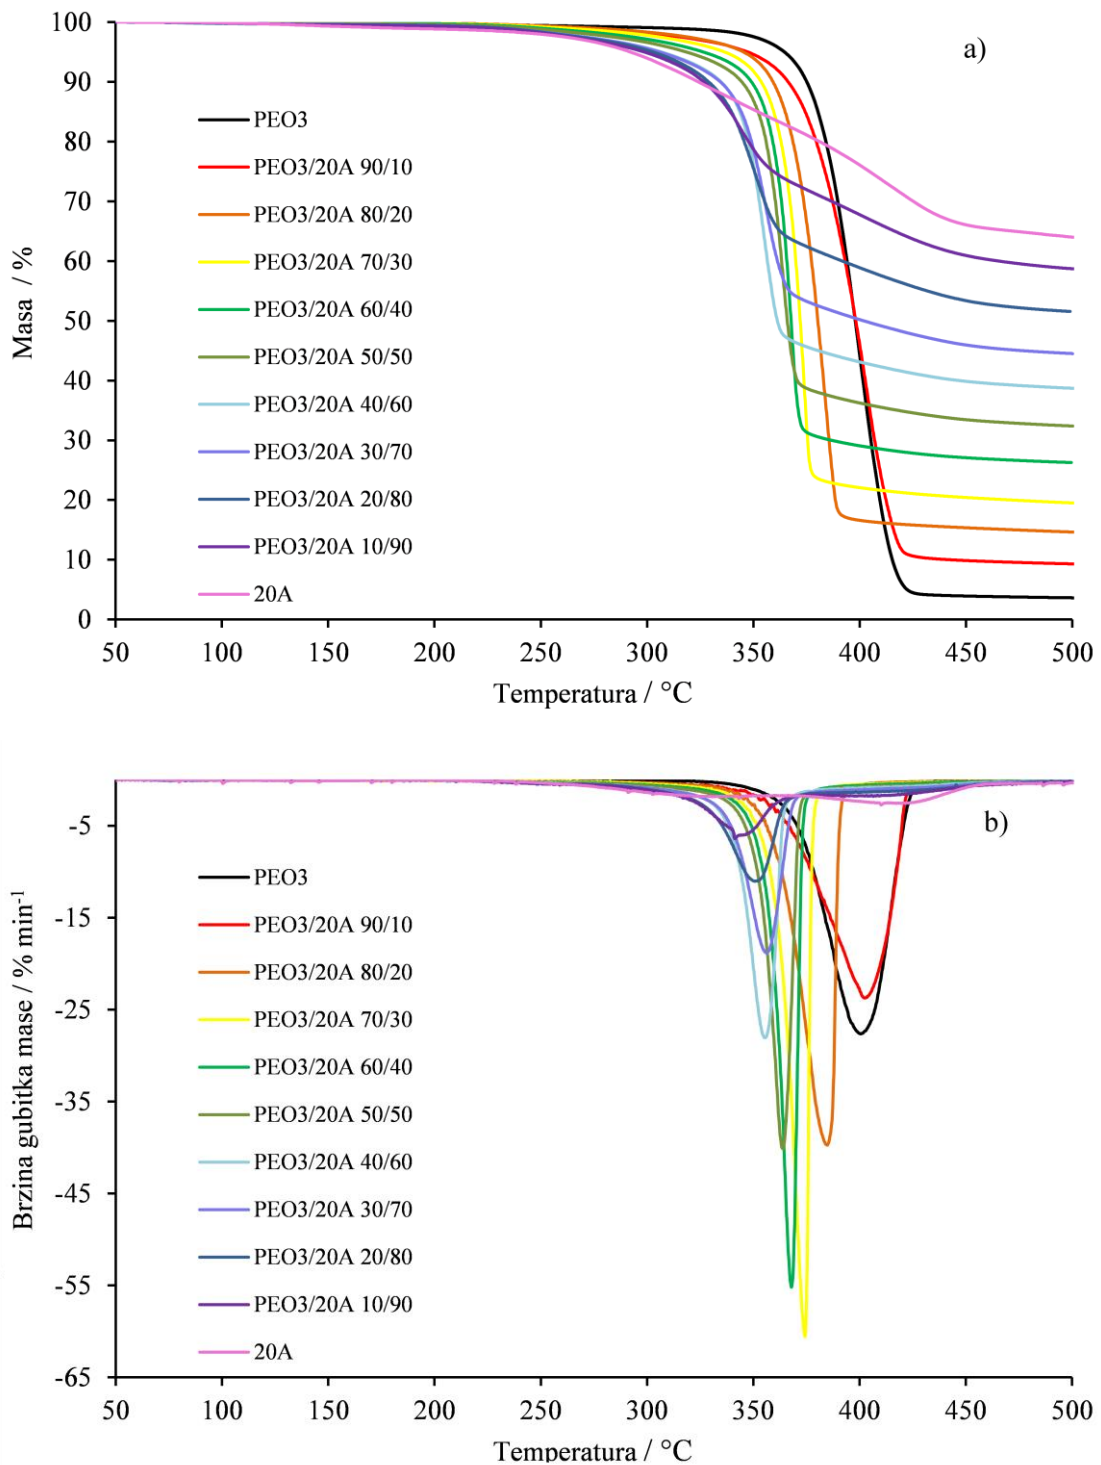 100
90
80
70
60
50
40
30
20
10
0
Masa / %
a)
PEO3
PEO3/20A 90/10
PEO3/20A 80/20
PEO3/20A 70/30
PEO3/20A 60/40
PEO3/20A 50/50
PEO3/20A 40/60
PEO3/20A 30/70
PEO3/20A 20/80
PEO3/20A 10/90
20A
50 100 150 200 250 300 350 400 450 500
Temperatura / °C
-5
-15
-25
-35
-45
-55
-65
Brzina gubitka mase / % min⁻¹
b)
PEO3
PEO3/20A 90/10
PEO3/20A 80/20
PEO3/20A 70/30
PEO3/20A 60/40
PEO3/20A 50/50
PEO3/20A 40/60
PEO3/20A 30/70
PEO3/20A 20/80
PEO3/20A 10/90
20A
50 100 150 200 250 300 350 400 450 500
Temperatura / °C